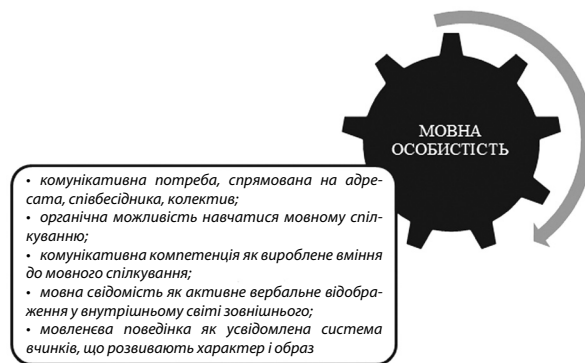 МОВНА
ОСОБИСТІСТЬ
• комунікативна потреба, спрямована на адре-
сата, співбесідника, колектив;
• органічна можливість навчатися мовному спіл-
куванню;
• комунікативна компетенція як вироблене вміння
до мовного спілкування;
• мовна свідомість як активне вербальне відобра-
ження у внутрішньому світі зовнішнього;
• мовленєва поведінка як усвідомлена система
вчинків, що розвивають характер і образ